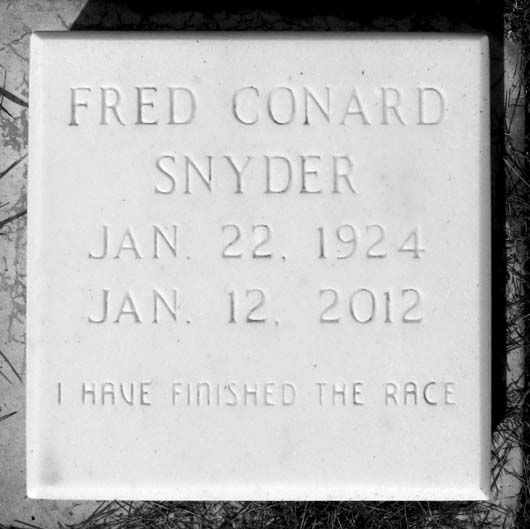 FRED CONARD
SNYDER
JAN. 22, 1924
JAN. 12, 2012
I HAVE FINISHED THE RACE